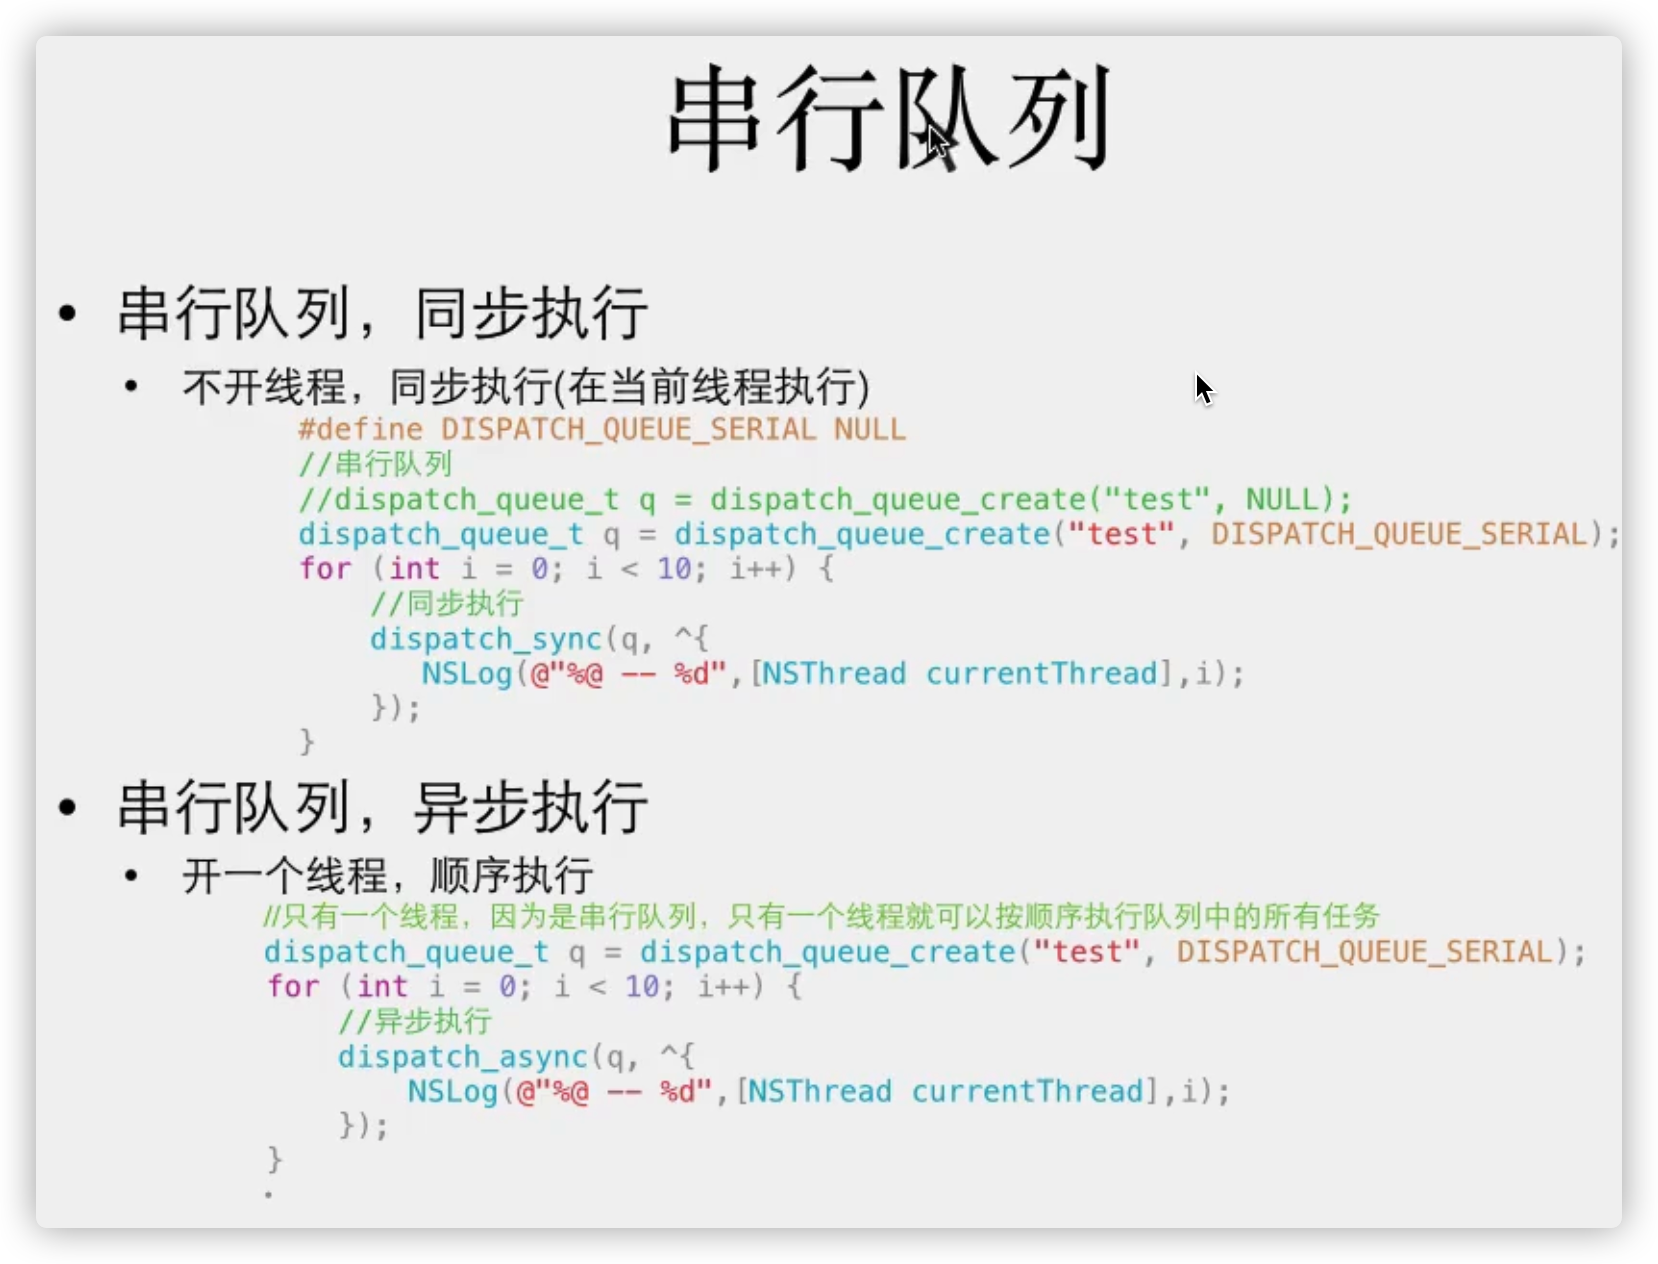 串行队列
• 串行队列，同步执行
• 不开线程，同步执行(在当前线程执行)
#define DISPATCH_QUEUE_SERIAL NULL
//串行队列
//dispatch_queue_t q = dispatch_queue_create("test", NULL);
dispatch_queue_t q = dispatch_queue_create("test", DISPATCH_QUEUE_SERIAL);
for (int i = 0; i < 10; i++) {
//同步执行
dispatch_sync(q, ^{
NSLog(@"%@ -- %d",[NSThread currentThread],i);
});
}
• 串行队列，异步执行
• 开一个线程，顺序执行
//只有一个线程，因为是串行队列，只有一个线程就可以按顺序执行队列中的所有任务
dispatch_queue_t q = dispatch_queue_create("test", DISPATCH_QUEUE_SERIAL);
for (int i = 0; i < 10; i++) {
//异步执行
dispatch_async(q, ^{
NSLog(@"%@ -- %d",[NSThread currentThread],i);
});
}
•